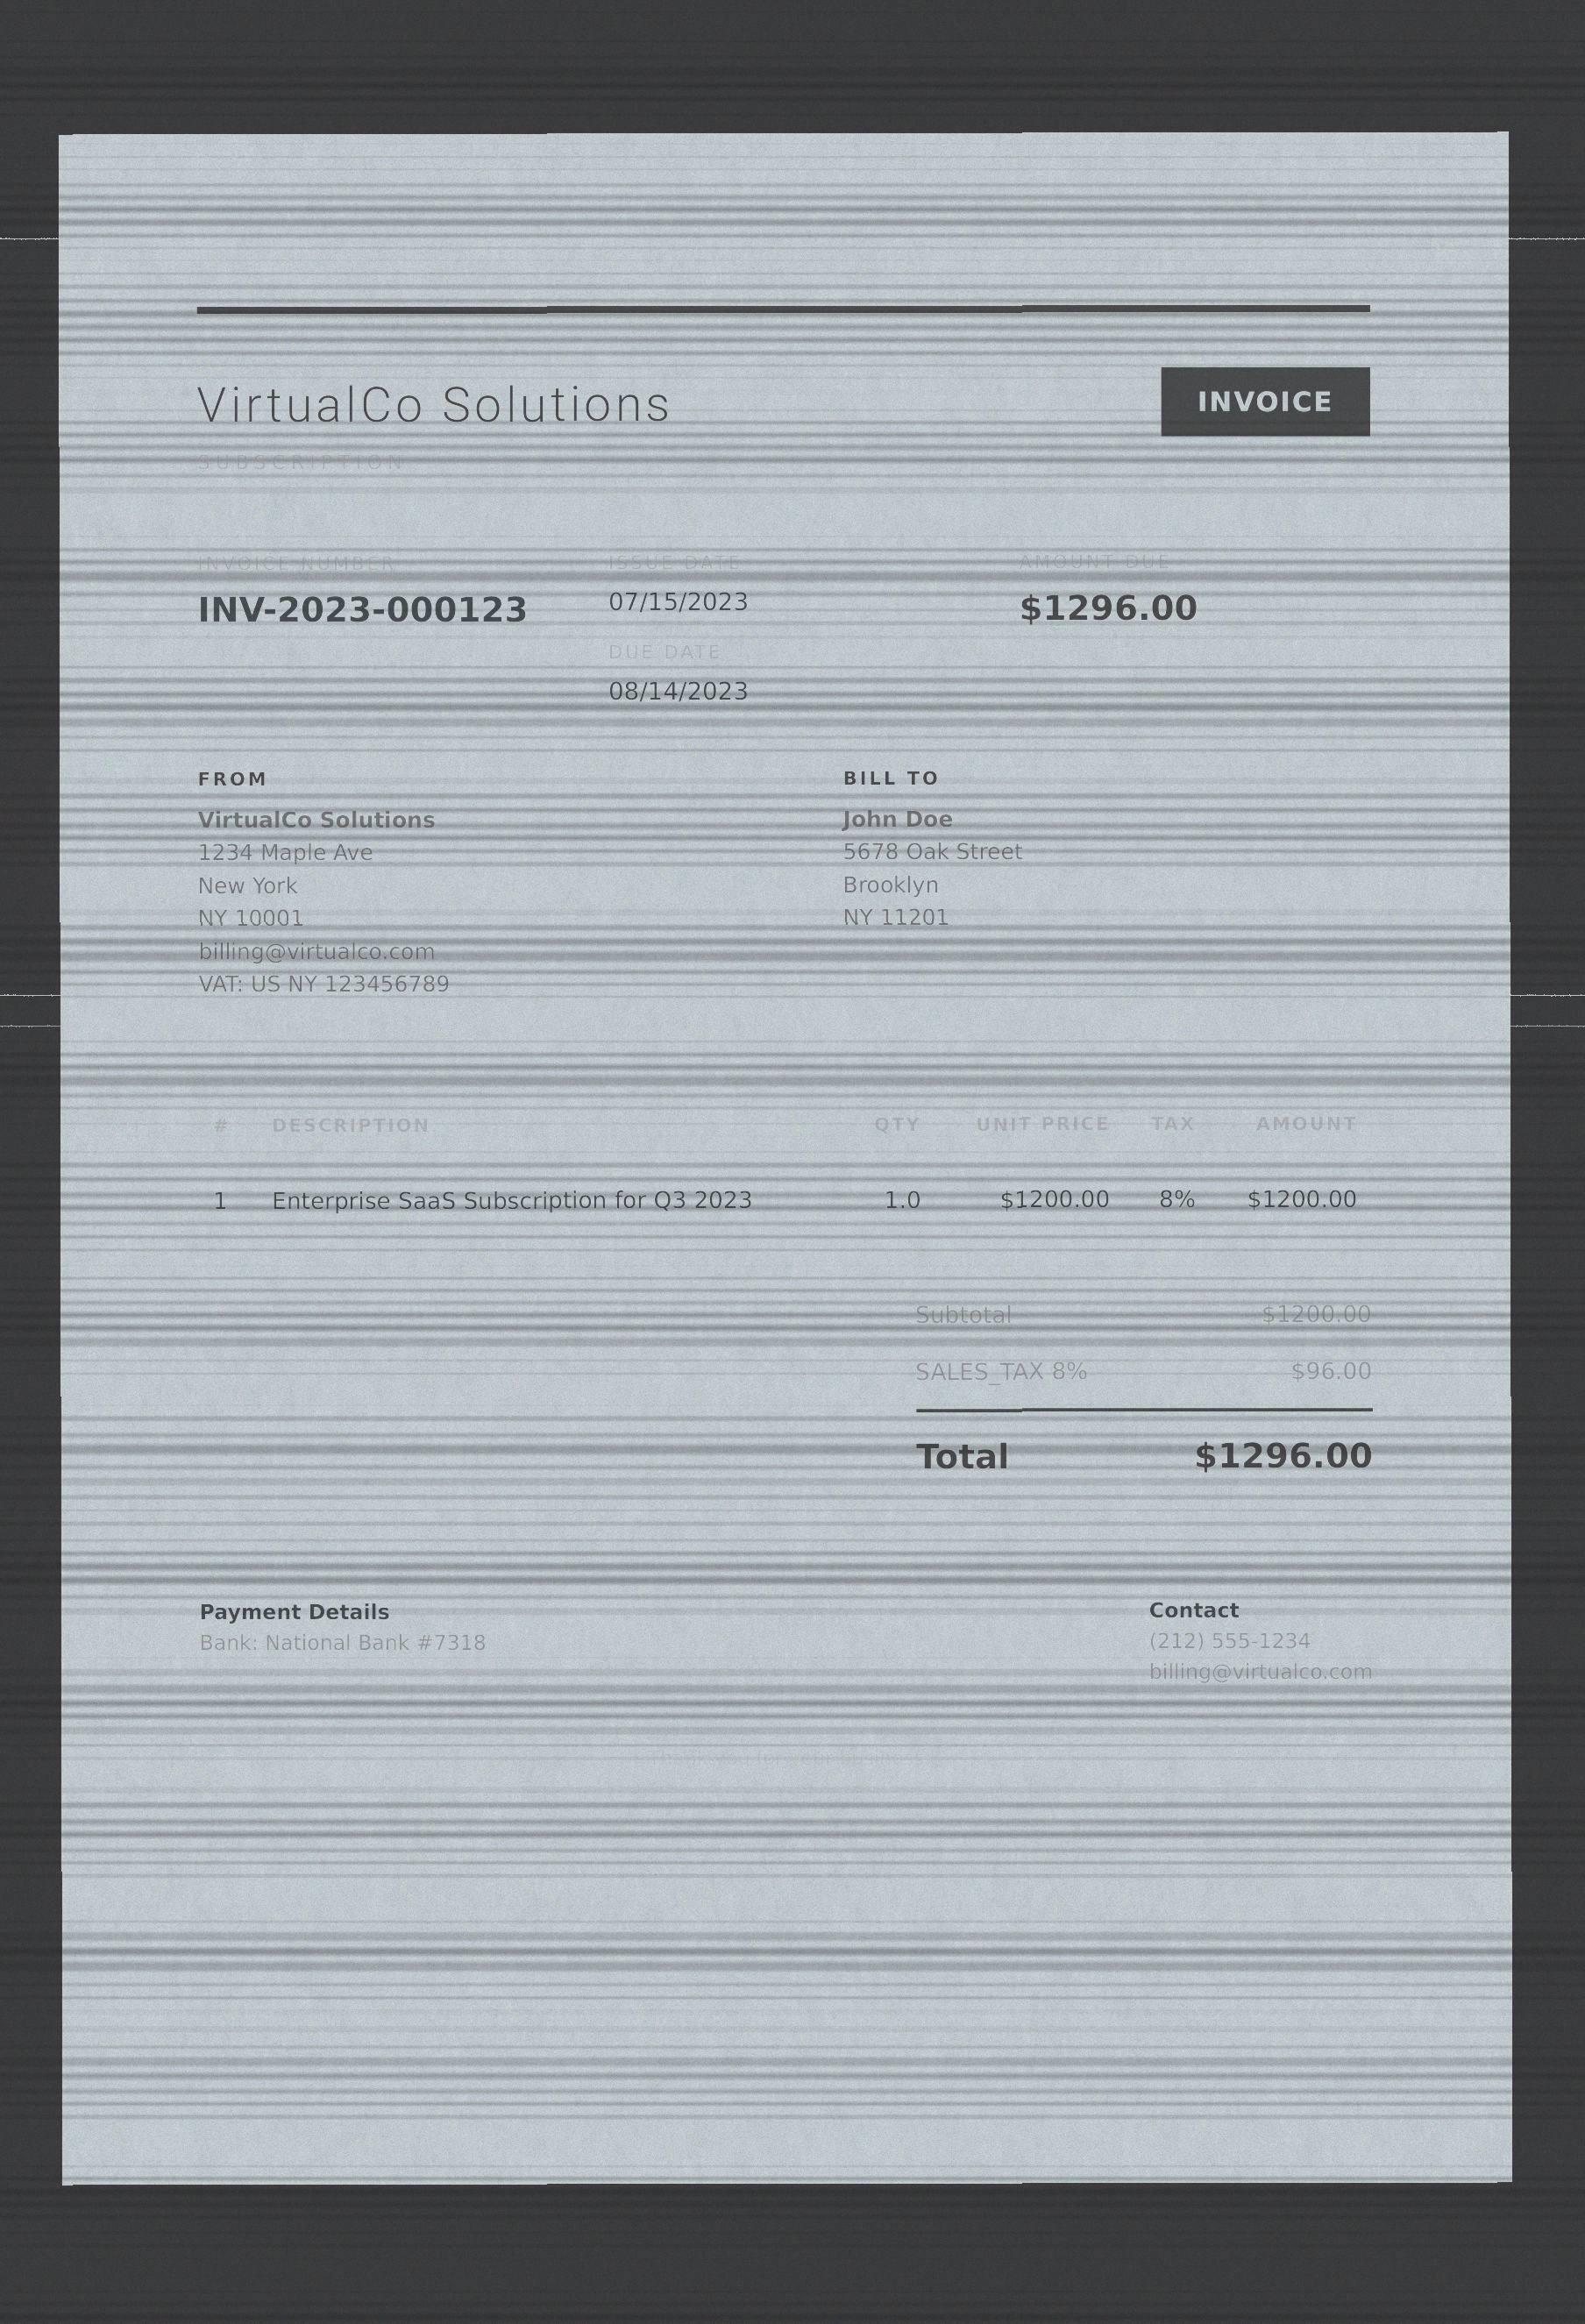 VirtualCo Solutions
INVOICE
SUBSCRIPTION
INVOICE NUMBER
INV-2023-000123
ISSUE DATE
07/15/2023
DUE DATE
08/14/2023
AMOUNT DUE
$1296.00
FROM
VirtualCo Solutions
1234 Maple Ave
New York
NY 10001
billing@virtualco.com
VAT: US NY 123456789
BILL TO
John Doe
5678 Oak Street
Brooklyn
NY 11201
# DESCRIPTION QTY UNIT PRICE TAX AMOUNT
1 Enterprise SaaS Subscription for Q3 2023 1.0 $1200.00 8% $1200.00
Subtotal $1200.00
SALES_TAX 8% $96.00
Total $1296.00
Payment Details
Bank: National Bank #7318
Contact
(212) 555-1234
billing@virtualco.com